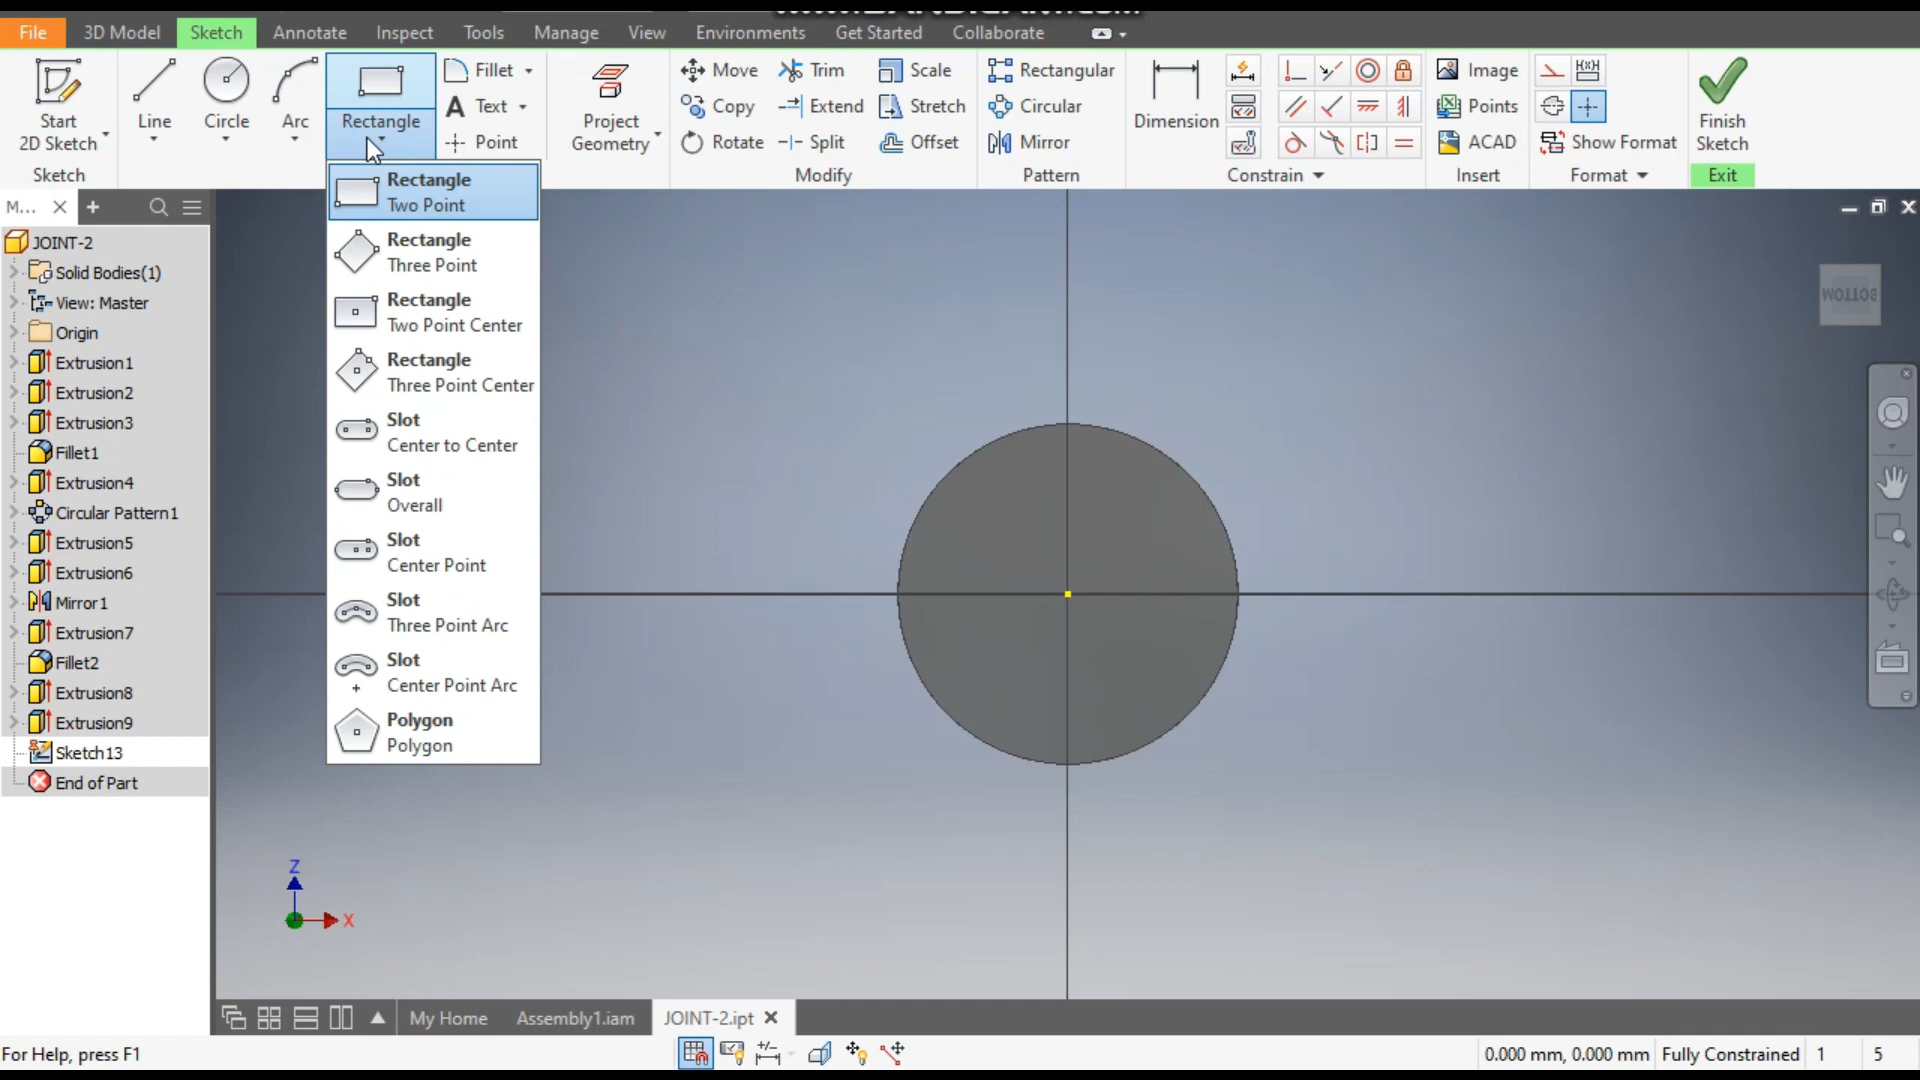 File 3D Model Sketch Annotate Inspect Tools Manage View Environments Get Started Collaborate
Start
2D Sketch
Line
Circle
Arc
Rectangle
Fillet
Text
Point
Project
Geometry
Move
Copy
Rotate
Trim
Extend
Split
Scale
Stretch
Offset
Rectangular
Circular
Mirror
Dimension
Image
Points
ACAD
Show Format
Finish
Sketch
Sketch
Modify
Pattern
Constrain
Insert
Format
Exit
M...
JOINT-2
Solid Bodies(1)
View: Master
Origin
Extrusion1
Extrusion2
Extrusion3
Fillet1
Extrusion4
Circular Pattern1
Extrusion5
Extrusion6
Mirror1
Extrusion7
Fillet2
Extrusion8
Extrusion9
Sketch13
End of Part
Rectangle
Two Point
Rectangle
Three Point
Rectangle
Two Point Center
Rectangle
Three Point Center
Slot
Center to Center
Slot
Overall
Slot
Center Point
Slot
Three Point Arc
Slot
Center Point Arc
Polygon
Polygon
BOTTOM
Z
X
My Home
Assembly1.iam
JOINT-2.ipt
For Help, press F1
0.000 mm, 0.000 mm
Fully Constrained
1
5